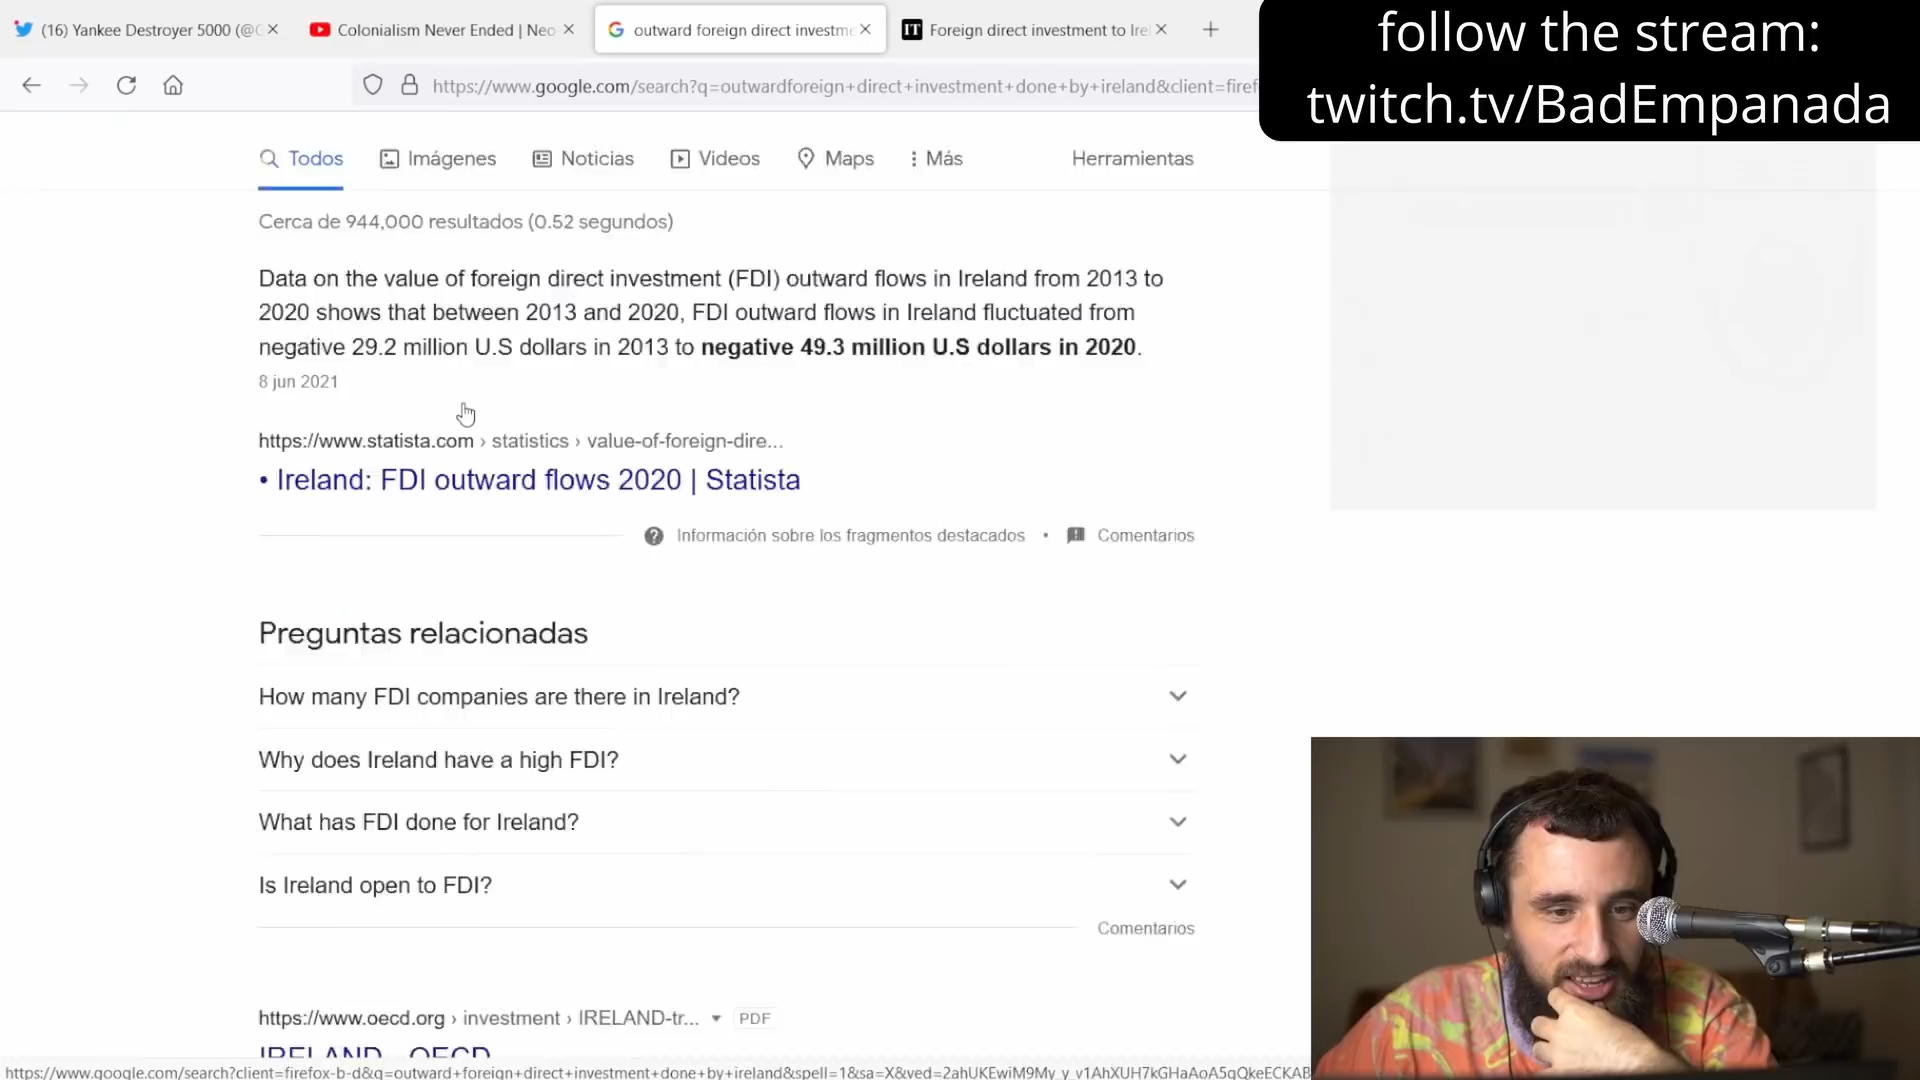 (16) Yankee Destroyer 5000 (@G
Colonialism Never Ended | Neo
outward foreign direct investme
IT Foreign direct investment to Irel
follow the stream:
twitch.tv/BadEmpanada
https://www.google.com/search?q=outwardforeign+direct+investment+done+by+ireland&client=firef
Todos
Imágenes
Noticias
Videos
Maps
Más
Herramientas
Cerca de 944,000 resultados (0.52 segundos)
Data on the value of foreign direct investment (FDI) outward flows in Ireland from 2013 to
2020 shows that between 2013 and 2020, FDI outward flows in Ireland fluctuated from
negative 29.2 million U.S dollars in 2013 to negative 49.3 million U.S dollars in 2020.
8 jun 2021
https://www.statista.com › statistics › value-of-foreign-dire...
• Ireland: FDI outward flows 2020 | Statista
Información sobre los fragmentos destacados • Comentarios
Preguntas relacionadas
How many FDI companies are there in Ireland?
Why does Ireland have a high FDI?
What has FDI done for Ireland?
Is Ireland open to FDI?
Comentarios
https://www.oecd.org › investment › IRELAND-tr... PDF
IRELAND - OECD